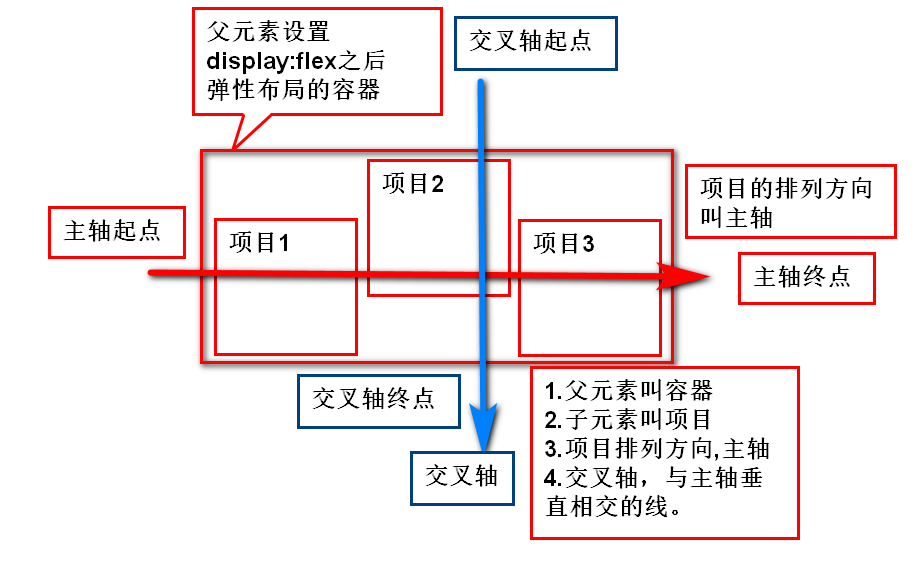 父元素设置
display:flex之后
弹性布局的容器
交叉轴起点
项目2
项目的排列方向
叫主轴
主轴起点
项目1
项目3
主轴终点
交叉轴终点
1.父元素叫容器
2.子元素叫项目
3.项目排列方向,主轴
4.交叉轴，与主轴垂
直相交的线。
交叉轴